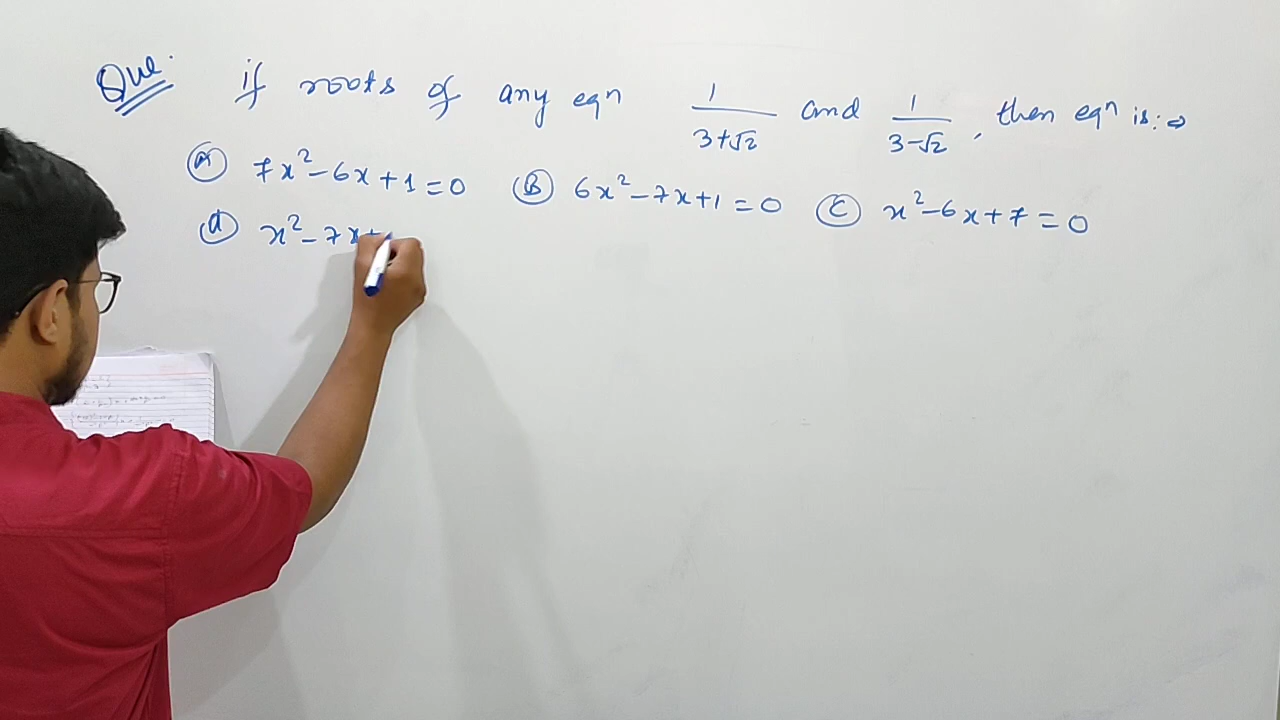 Que. if roots of any eqn 1/(3+√2) and 1/(3-√2), then eqn is:⇒
(A) 7x²-6x+1=0 (B) 6x²-7x+1=0 (C) x²-6x+7=0
(d) x²-7x+